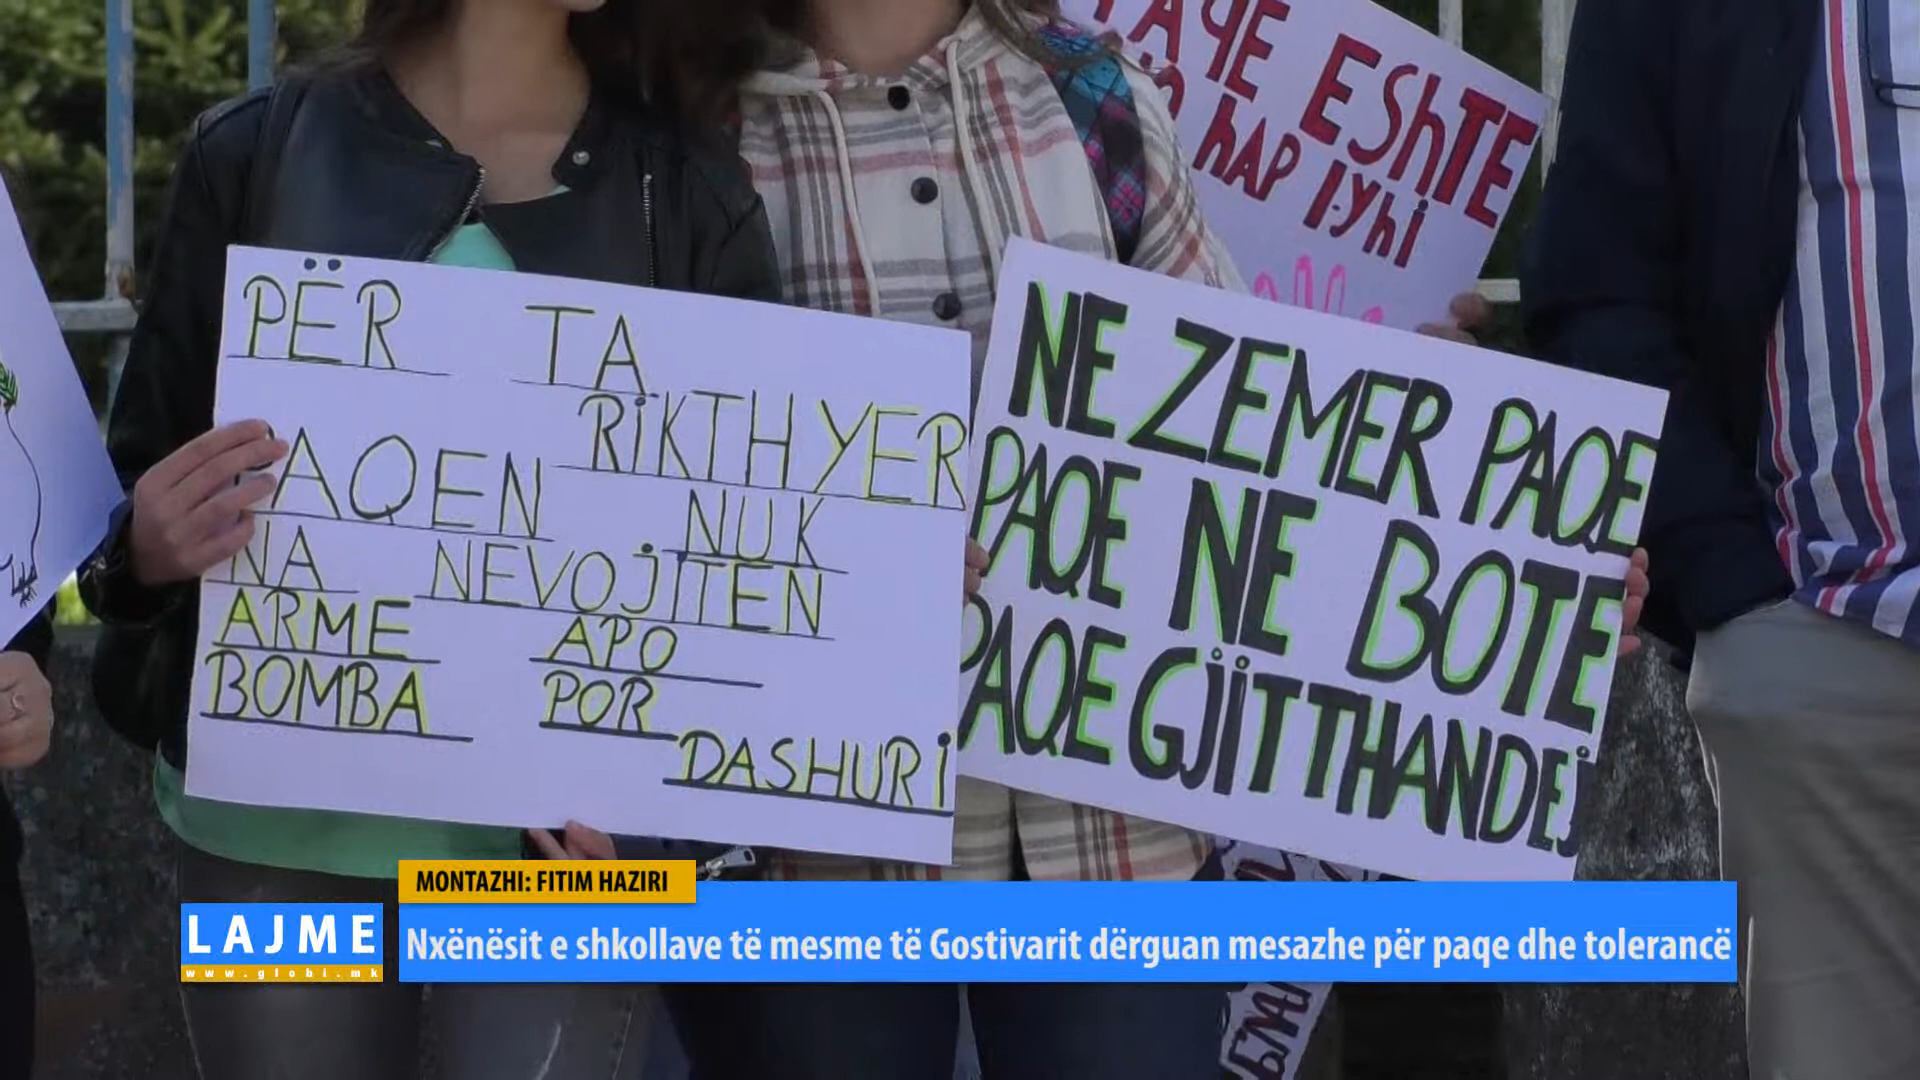 PAQE ESHTE
HAP I-yhi
PËR TA
RiKTHYER
PAQEN NUK
NA NEVOJITEN
ARME APO
BOMBA POR
DASHURi
NE ZEMER PAQE
PAQE NE BOTE
PAQE GJITTHANDEJ
MONTAZHI: FITIM HAZIRI
LAJME
www.globi.mk
Nxënësit e shkollave të mesme të Gostivarit dërguan mesazhe për paqe dhe tolerancë